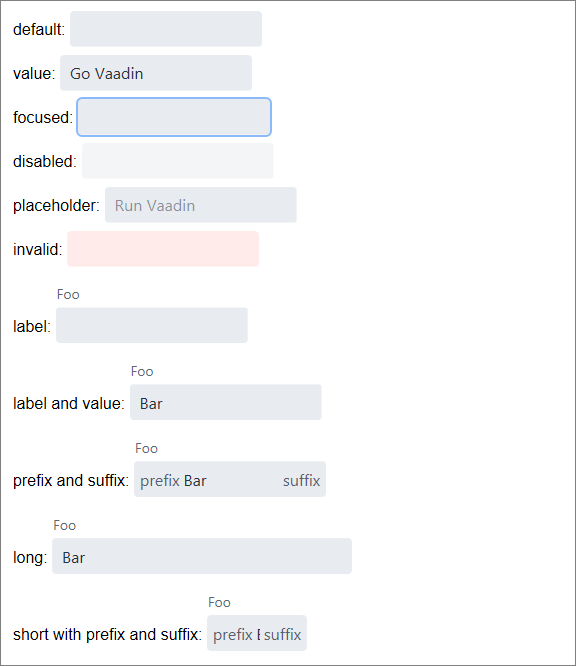 default:
value: Go Vaadin
focused:
disabled:
placeholder: Run Vaadin
invalid:
Foo
label:
Foo
label and value: Bar
Foo
prefix and suffix: prefix Bar suffix
Foo
long: Bar
Foo
short with prefix and suffix: prefix suffix